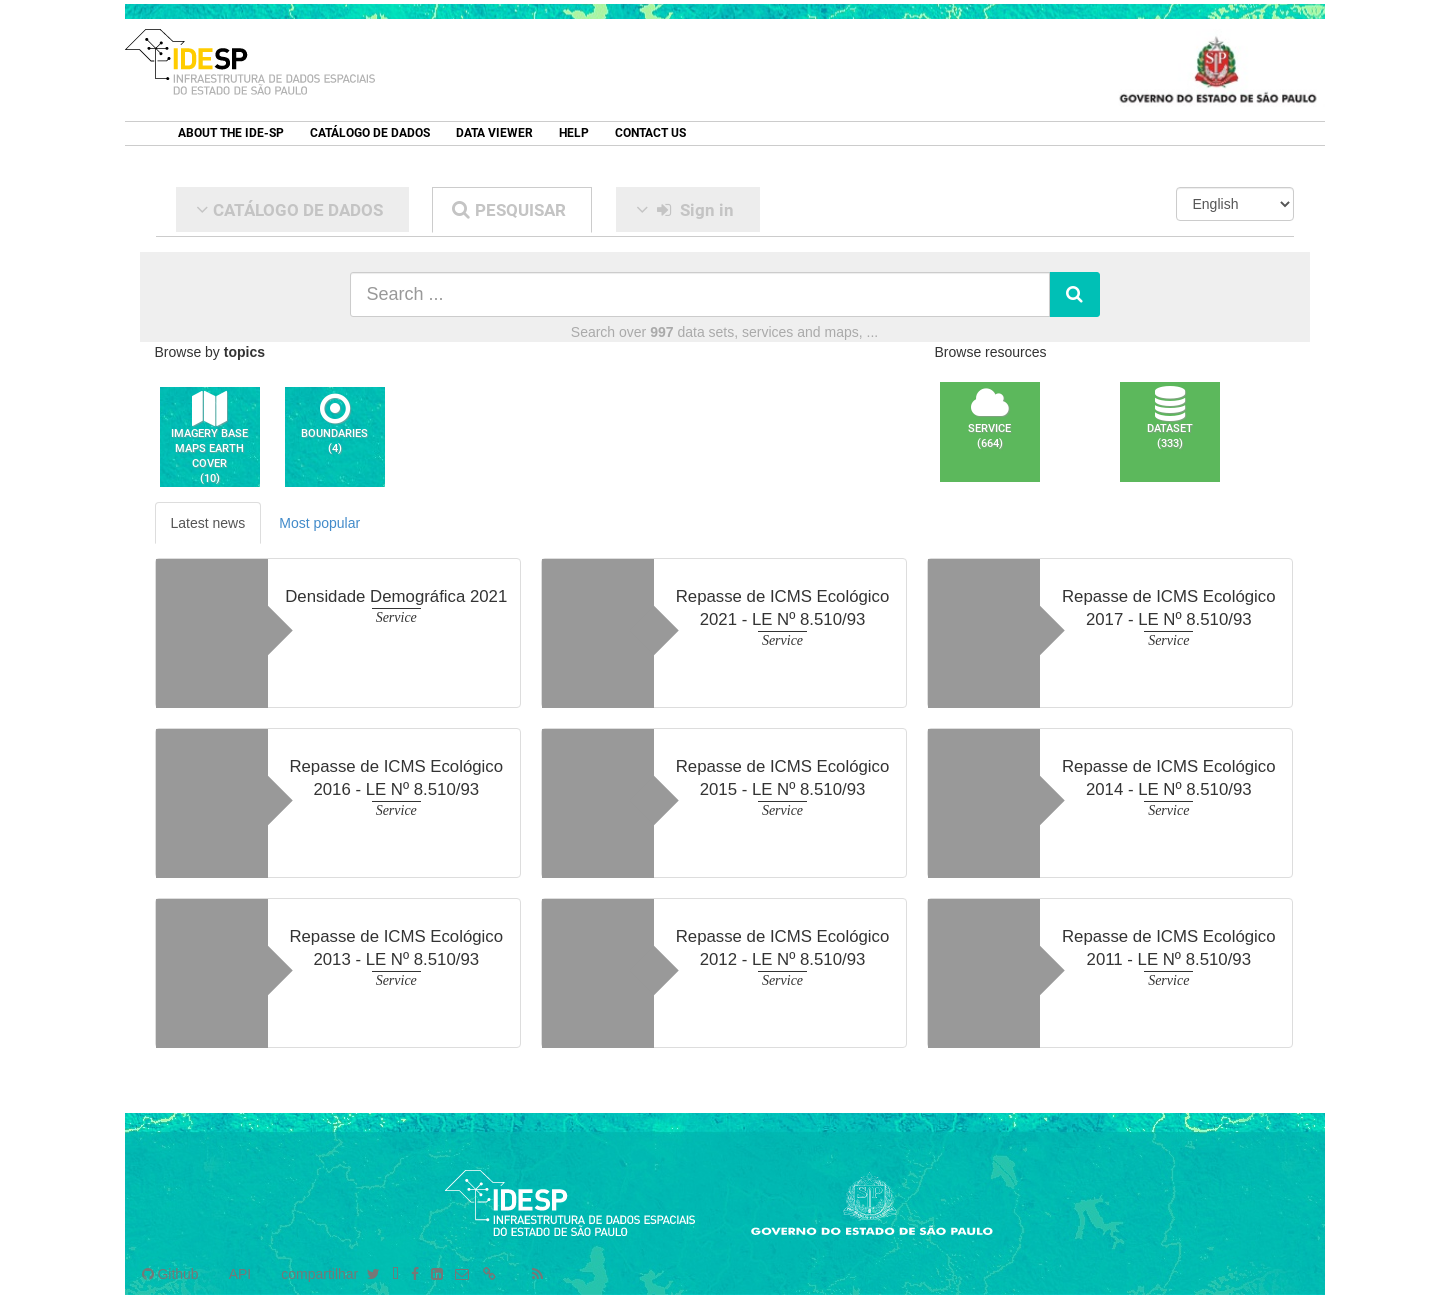 IDESP
INFRAESTRUTURA DE DADOS ESPACIAIS
DO ESTADO DE SÃO PAULO
SP
GOVERNO DO ESTADO DE SÃO PAULO
ABOUT THE IDE-SP CATÁLOGO DE DADOS DATA VIEWER HELP CONTACT US
CATÁLOGO DE DADOS PESQUISAR Sign in English
Search ...
Search over 997 data sets, services and maps, ...
Browse by topics Browse resources
IMAGERY BASE
MAPS EARTH
COVER
(10)
BOUNDARIES
(4)
SERVICE
(664)
DATASET
(333)
Latest news Most popular
Densidade Demográfica 2021
Service
Repasse de ICMS Ecológico
2021 - LE Nº 8.510/93
Service
Repasse de ICMS Ecológico
2017 - LE Nº 8.510/93
Service
Repasse de ICMS Ecológico
2016 - LE Nº 8.510/93
Service
Repasse de ICMS Ecológico
2015 - LE Nº 8.510/93
Service
Repasse de ICMS Ecológico
2014 - LE Nº 8.510/93
Service
Repasse de ICMS Ecológico
2013 - LE Nº 8.510/93
Service
Repasse de ICMS Ecológico
2012 - LE Nº 8.510/93
Service
Repasse de ICMS Ecológico
2011 - LE Nº 8.510/93
Service
IDESP
INFRAESTRUTURA DE DADOS ESPACIAIS
DO ESTADO DE SÃO PAULO
SP
GOVERNO DO ESTADO DE SÃO PAULO
Github API compartilhar